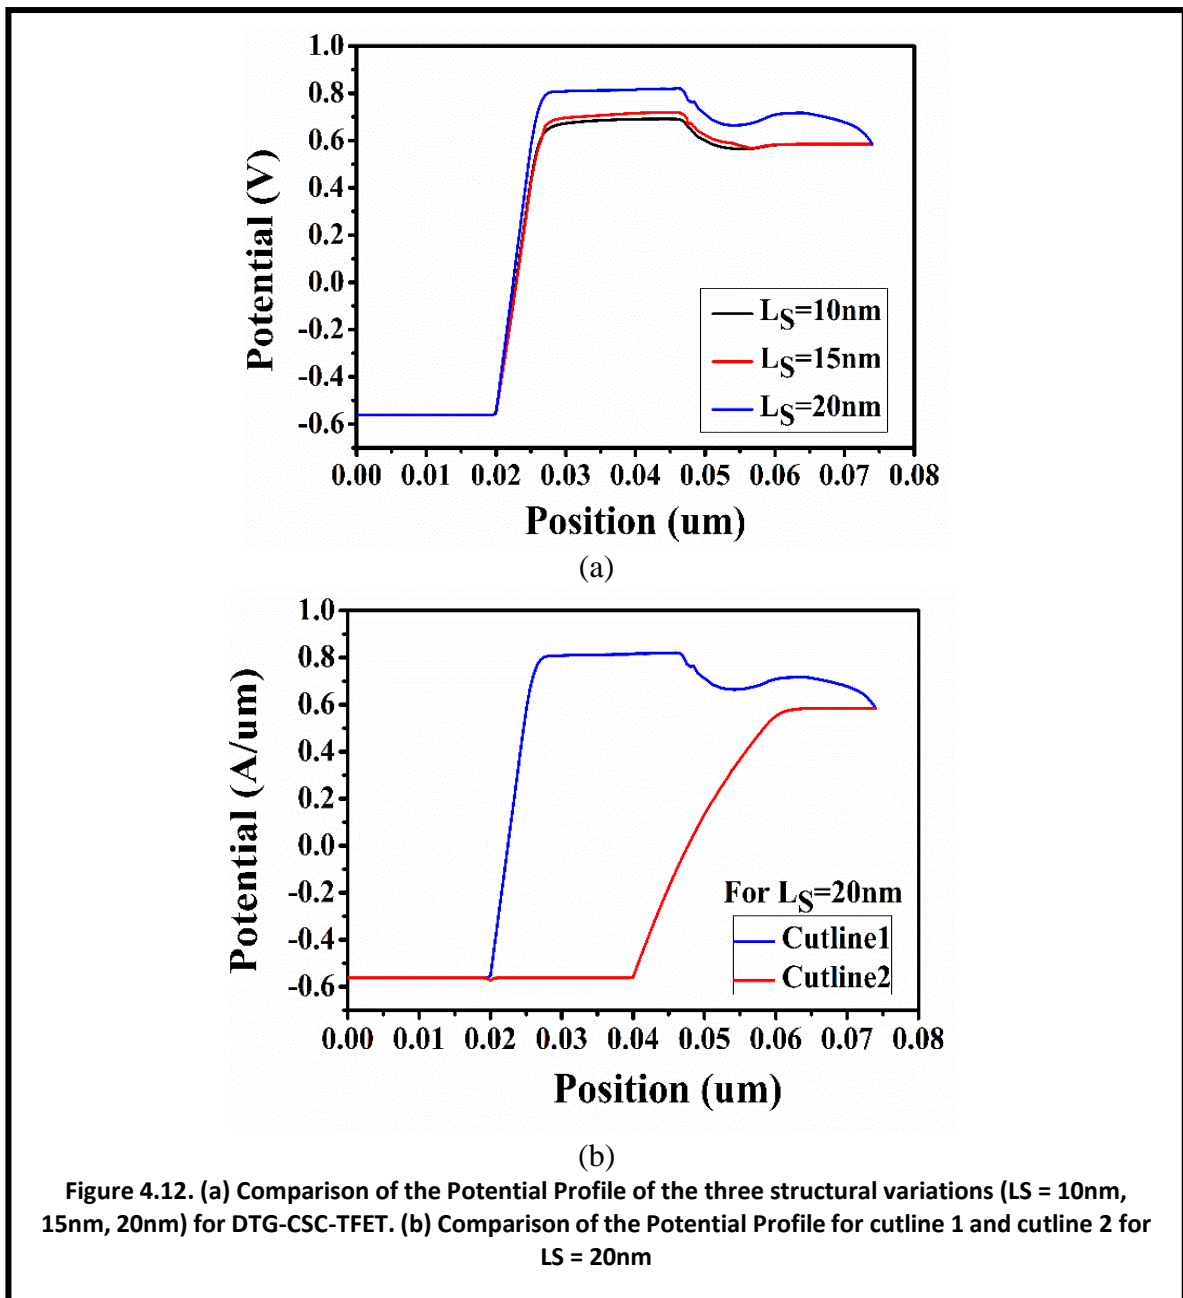 1.0
0.8
0.6
0.4
0.2
0.0
-0.2
-0.4
-0.6
Potential (V)
LS=10nm
LS=15nm
LS=20nm
0.00 0.01 0.02 0.03 0.04 0.05 0.06 0.07 0.08
Position (um)
(a)
1.0
0.8
0.6
0.4
0.2
0.0
-0.2
-0.4
-0.6
Potential (A/um)
For LS=20nm
Cutline1
Cutline2
0.00 0.01 0.02 0.03 0.04 0.05 0.06 0.07 0.08
Position (um)
(b)
Figure 4.12. (a) Comparison of the Potential Profile of the three structural variations (LS = 10nm,
15nm, 20nm) for DTG-CSC-TFET. (b) Comparison of the Potential Profile for cutline 1 and cutline 2 for
LS = 20nm